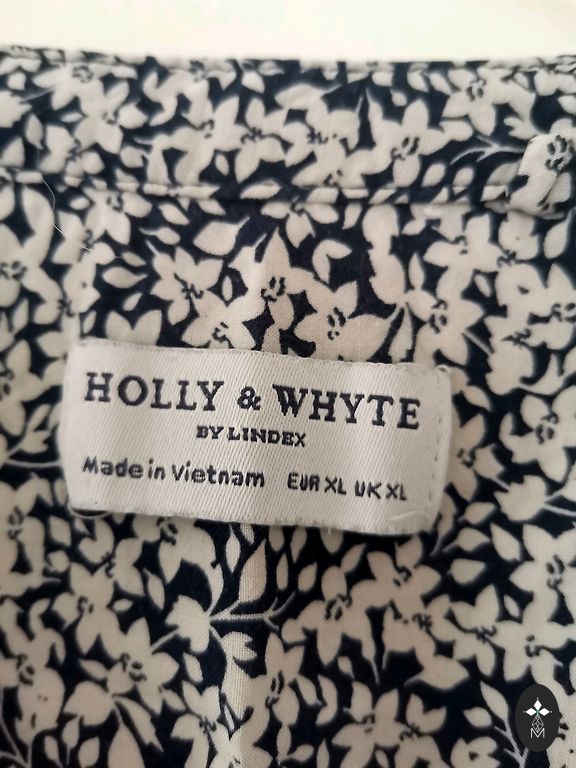 HOLLY & WHYTE
BY LINDEX
Made in Vietnam EUR XL UK XL